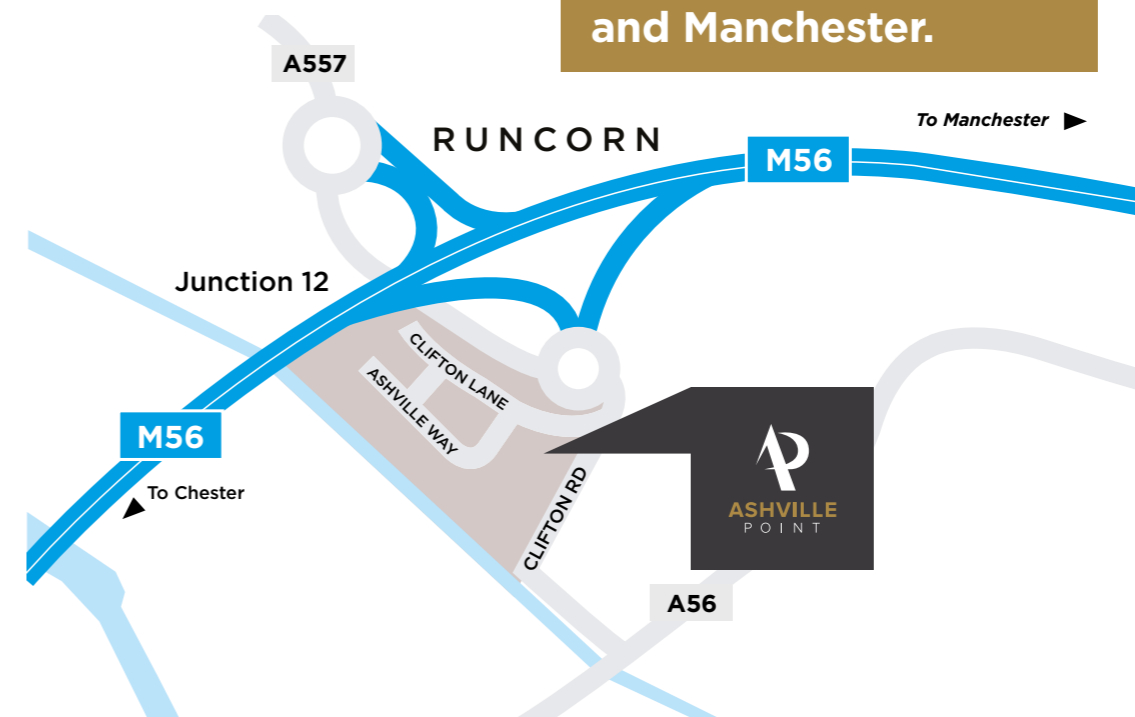 and Manchester.
A557
RUNCORN
To Manchester
M56
Junction 12
CLIFTON LANE
ASHVILLE WAY
M56
To Chester
CLIFTON RD
AP
ASHVILLE
POINT
A56